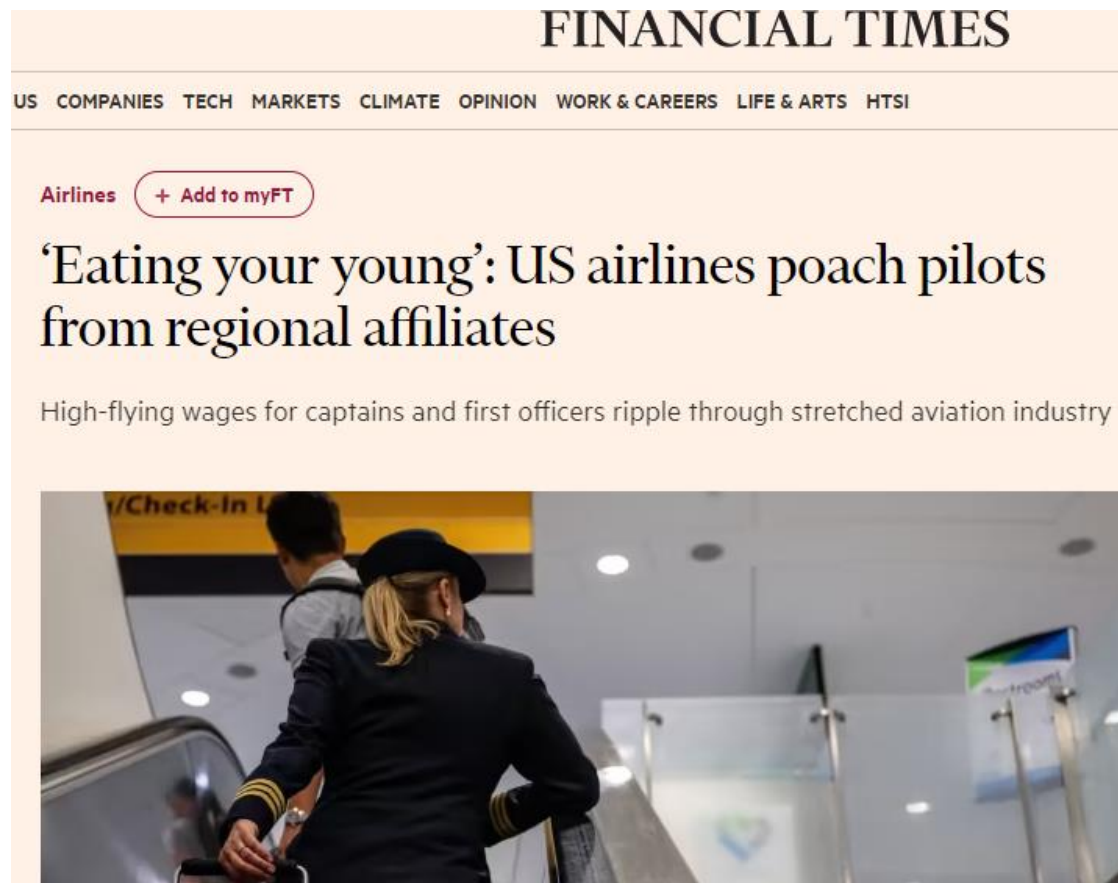 FINANCIAL TIMES
US COMPANIES TECH MARKETS CLIMATE OPINION WORK & CAREERS LIFE & ARTS HTSI
Airlines + Add to myFT
‘Eating your young’: US airlines poach pilots
from regional affiliates
High-flying wages for captains and first officers ripple through stretched aviation industry
/Check-In
Restrooms